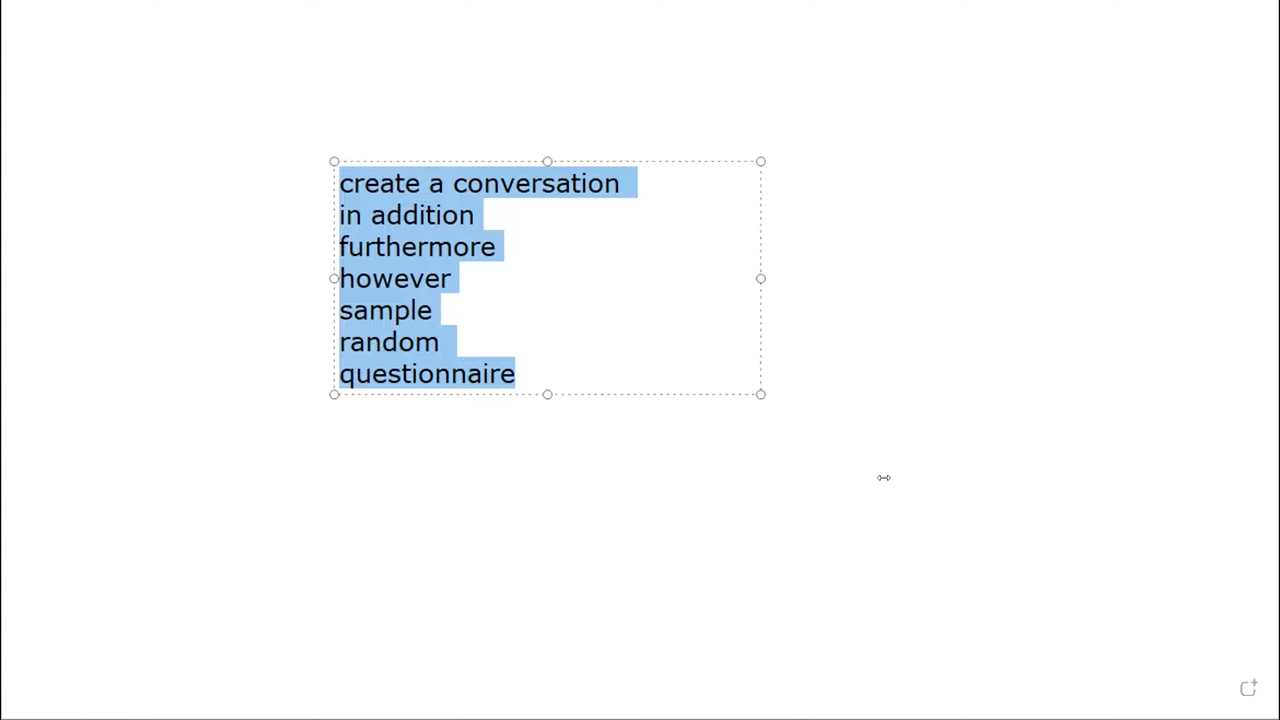 create a conversation
in addition
furthermore
however
sample
random
questionnaire